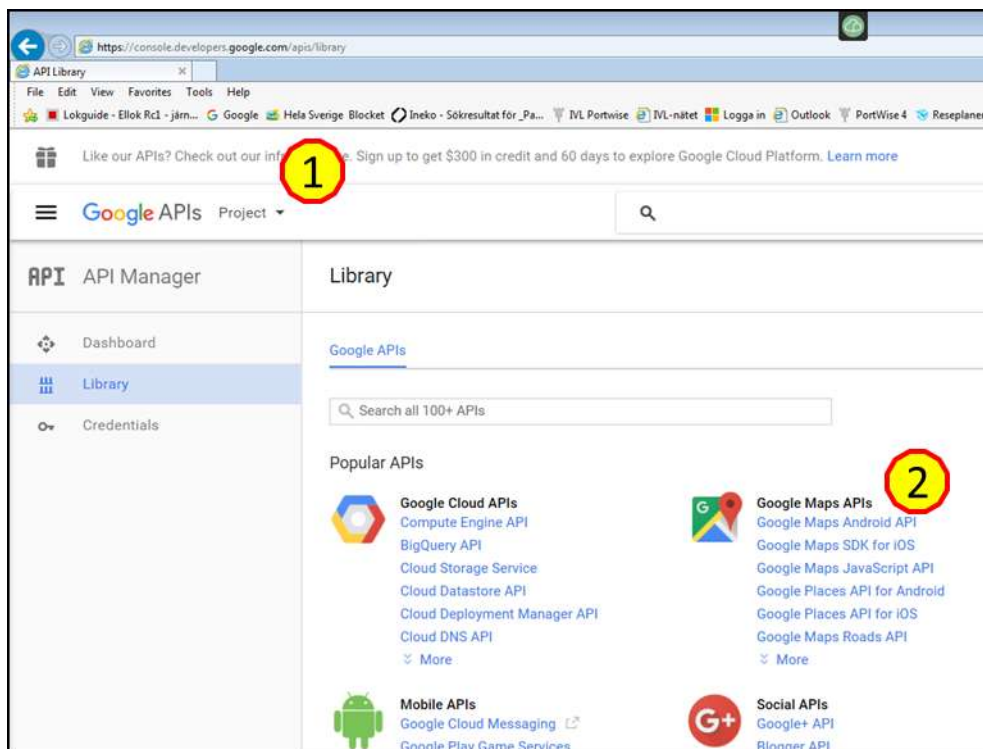 https://console.developers.google.com/apis/library
API Library
File Edit View Favorites Tools Help
Lokguide - Ellok Rc1 - järn... Google Hela Sverige Blocket Ineko - Sökresultat för _Pa... IVL Portwise IVL-nätet Logga in Outlook PortWise 4 Reseplaner
Like our APIs? Check out our Sign up to get $300 in credit and 60 days to explore Google Cloud Platform. Learn more
1
Google APIs Project
API API Manager
Library
Dashboard
Google APIs
Library
Search all 100+ APIs
Credentials
Popular APIs
2
Google Cloud APIs
Compute Engine API
BigQuery API
Cloud Storage Service
Cloud Datastore API
Cloud Deployment Manager API
Cloud DNS API
More
Google Maps APIs
Google Maps Android API
Google Maps SDK for iOS
Google Maps JavaScript API
Google Places API for Android
Google Places API for iOS
Google Maps Roads API
More
Mobile APIs
Google Cloud Messaging
Google Play Game Services
G+
Social APIs
Google+ API
Blogger API